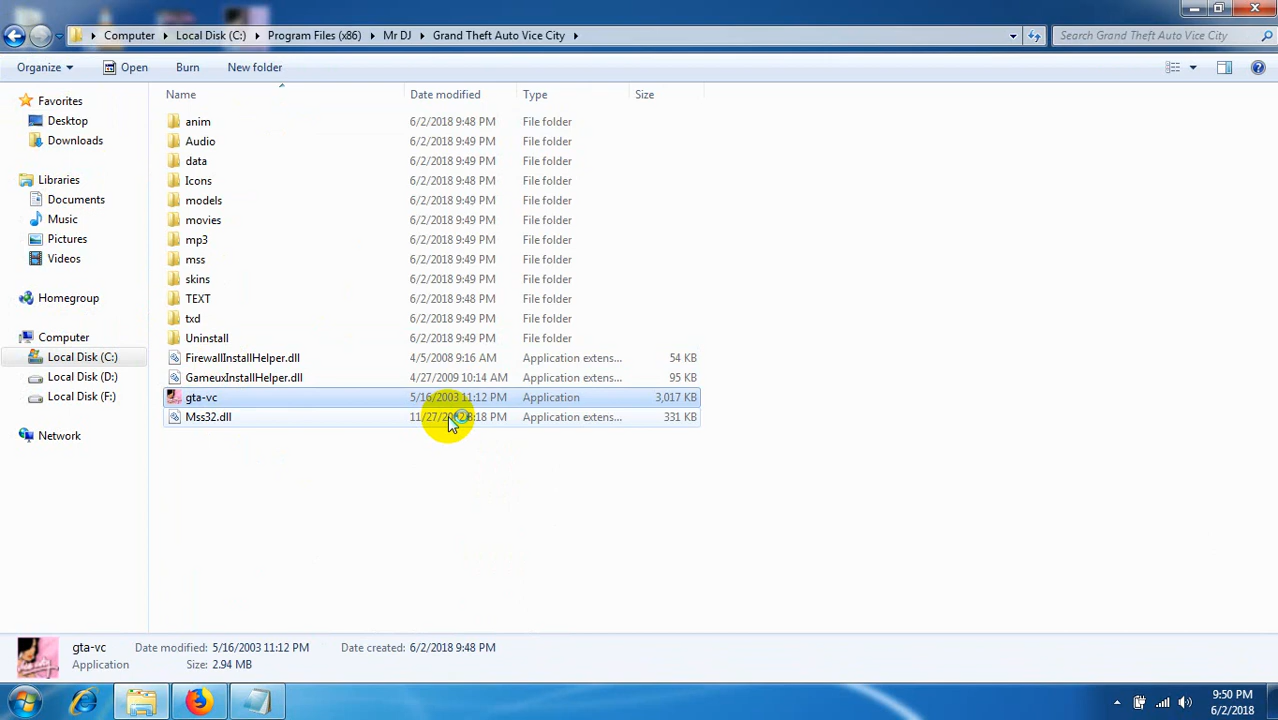 Computer Local Disk (C:) Program Files (x86) Mr DJ Grand Theft Auto Vice City Search Grand Theft Auto Vice City
Organize Open Burn New folder
Name Date modified Type Size
Favorites
Desktop
Downloads
Libraries
Documents
Music
Pictures
Videos
Homegroup
Computer
Local Disk (C:)
Local Disk (D:)
Local Disk (F:)
Network
anim 6/2/2018 9:48 PM File folder
Audio 6/2/2018 9:49 PM File folder
data 6/2/2018 9:49 PM File folder
Icons 6/2/2018 9:48 PM File folder
models 6/2/2018 9:49 PM File folder
movies 6/2/2018 9:49 PM File folder
mp3 6/2/2018 9:49 PM File folder
mss 6/2/2018 9:49 PM File folder
skins 6/2/2018 9:49 PM File folder
TEXT 6/2/2018 9:48 PM File folder
txd 6/2/2018 9:49 PM File folder
Uninstall 6/2/2018 9:49 PM File folder
FirewallInstallHelper.dll 4/5/2008 9:16 AM Application extens... 54 KB
GameuxInstallHelper.dll 4/27/2009 10:14 AM Application extens... 95 KB
gta-vc 5/16/2003 11:12 PM Application 3,017 KB
Mss32.dll PM Application extens... 331 KB
gta-vc Date modified: 5/16/2003 11:12 PM Date created: 6/2/2018 9:48 PM
Application Size: 2.94 MB
9:50 PM
6/2/2018